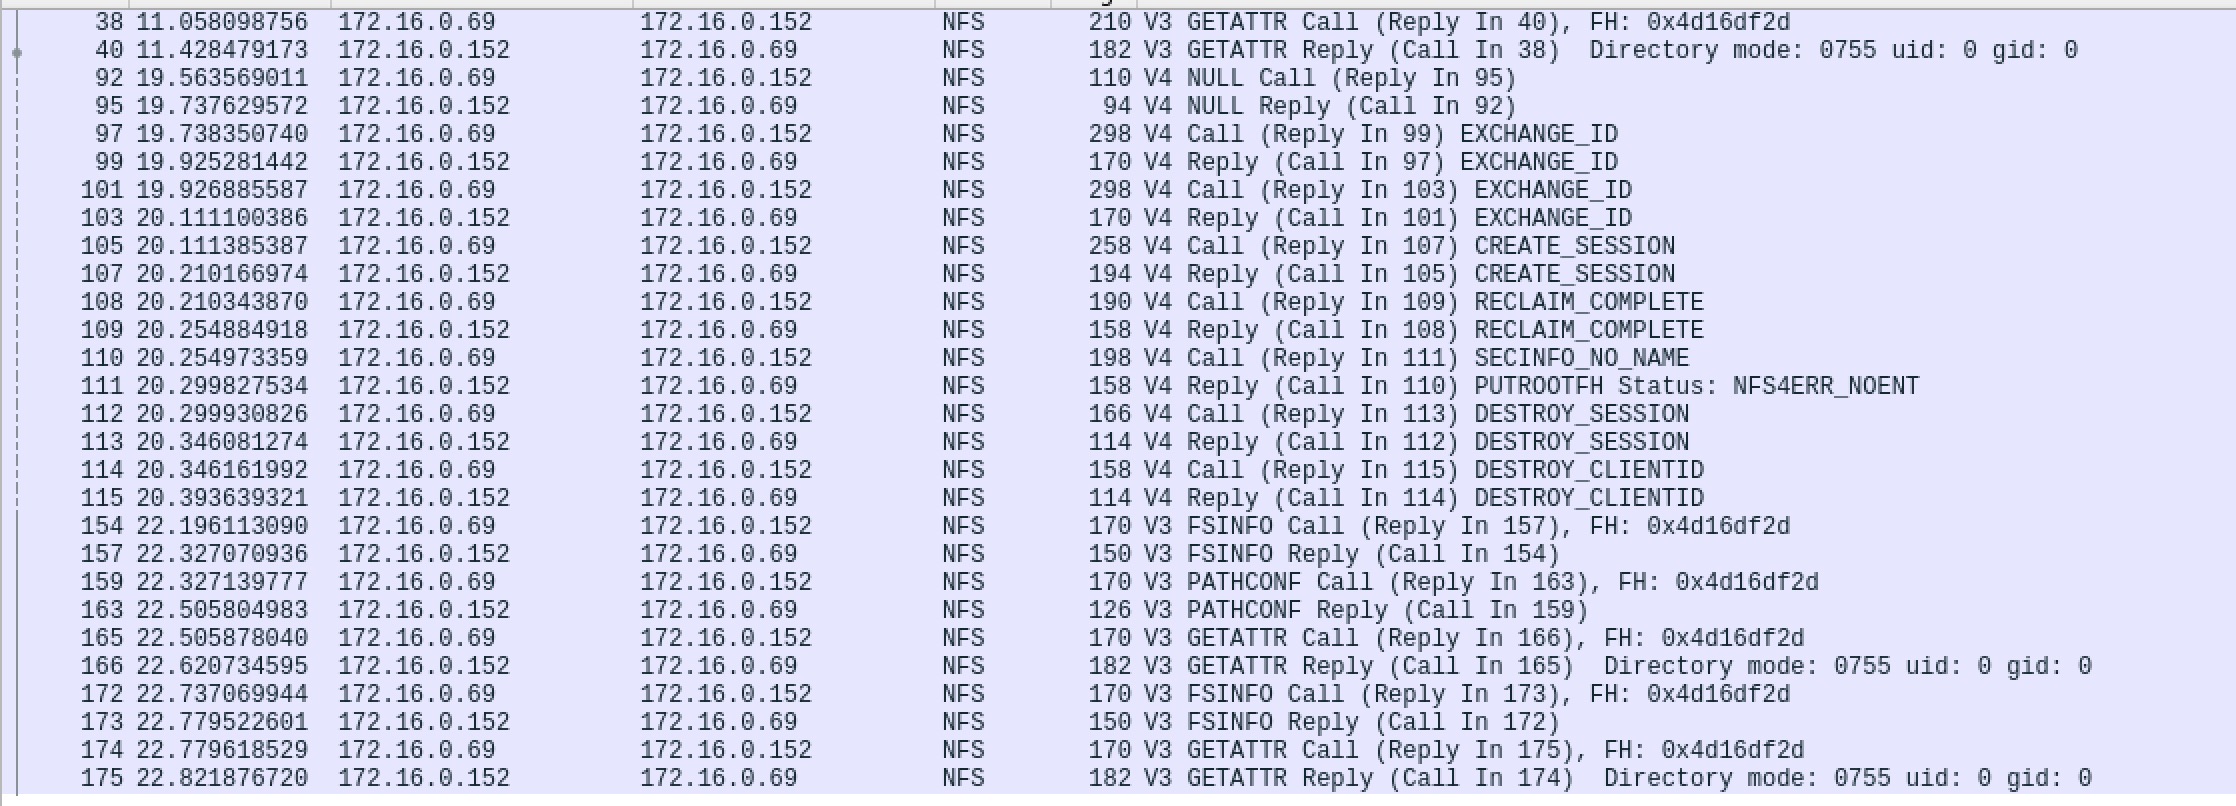 38 11.058098756 172.16.0.69 172.16.0.152 NFS 210 V3 GETATTR Call (Reply In 40), FH: 0x4d16df2d
40 11.428479173 172.16.0.152 172.16.0.69 NFS 182 V3 GETATTR Reply (Call In 38) Directory mode: 0755 uid: 0 gid: 0
92 19.563569011 172.16.0.69 172.16.0.152 NFS 110 V4 NULL Call (Reply In 95)
95 19.737629572 172.16.0.152 172.16.0.69 NFS 94 V4 NULL Reply (Call In 92)
97 19.738350740 172.16.0.69 172.16.0.152 NFS 298 V4 Call (Reply In 99) EXCHANGE_ID
99 19.925281442 172.16.0.152 172.16.0.69 NFS 170 V4 Reply (Call In 97) EXCHANGE_ID
101 19.926885587 172.16.0.69 172.16.0.152 NFS 298 V4 Call (Reply In 103) EXCHANGE_ID
103 20.111100386 172.16.0.152 172.16.0.69 NFS 170 V4 Reply (Call In 101) EXCHANGE_ID
105 20.111385387 172.16.0.69 172.16.0.152 NFS 258 V4 Call (Reply In 107) CREATE_SESSION
107 20.210166974 172.16.0.152 172.16.0.69 NFS 194 V4 Reply (Call In 105) CREATE_SESSION
108 20.210343870 172.16.0.69 172.16.0.152 NFS 190 V4 Call (Reply In 109) RECLAIM_COMPLETE
109 20.254884918 172.16.0.152 172.16.0.69 NFS 158 V4 Reply (Call In 108) RECLAIM_COMPLETE
110 20.254973359 172.16.0.69 172.16.0.152 NFS 198 V4 Call (Reply In 111) SECINFO_NO_NAME
111 20.299827534 172.16.0.152 172.16.0.69 NFS 158 V4 Reply (Call In 110) PUTROOTFH Status: NFS4ERR_NOENT
112 20.299930826 172.16.0.69 172.16.0.152 NFS 166 V4 Call (Reply In 113) DESTROY_SESSION
113 20.346081274 172.16.0.152 172.16.0.69 NFS 114 V4 Reply (Call In 112) DESTROY_SESSION
114 20.346161992 172.16.0.69 172.16.0.152 NFS 158 V4 Call (Reply In 115) DESTROY_CLIENTID
115 20.393639321 172.16.0.152 172.16.0.69 NFS 114 V4 Reply (Call In 114) DESTROY_CLIENTID
154 22.196113090 172.16.0.69 172.16.0.152 NFS 170 V3 FSINFO Call (Reply In 157), FH: 0x4d16df2d
157 22.327070936 172.16.0.152 172.16.0.69 NFS 150 V3 FSINFO Reply (Call In 154)
159 22.327139777 172.16.0.69 172.16.0.152 NFS 170 V3 PATHCONF Call (Reply In 163), FH: 0x4d16df2d
163 22.505804983 172.16.0.152 172.16.0.69 NFS 126 V3 PATHCONF Reply (Call In 159)
165 22.505878040 172.16.0.69 172.16.0.152 NFS 170 V3 GETATTR Call (Reply In 166), FH: 0x4d16df2d
166 22.620734595 172.16.0.152 172.16.0.69 NFS 182 V3 GETATTR Reply (Call In 165) Directory mode: 0755 uid: 0 gid: 0
172 22.737069944 172.16.0.69 172.16.0.152 NFS 170 V3 FSINFO Call (Reply In 173), FH: 0x4d16df2d
173 22.779522601 172.16.0.152 172.16.0.69 NFS 150 V3 FSINFO Reply (Call In 172)
174 22.779618529 172.16.0.69 172.16.0.152 NFS 170 V3 GETATTR Call (Reply In 175), FH: 0x4d16df2d
175 22.821876720 172.16.0.152 172.16.0.69 NFS 182 V3 GETATTR Reply (Call In 174) Directory mode: 0755 uid: 0 gid: 0